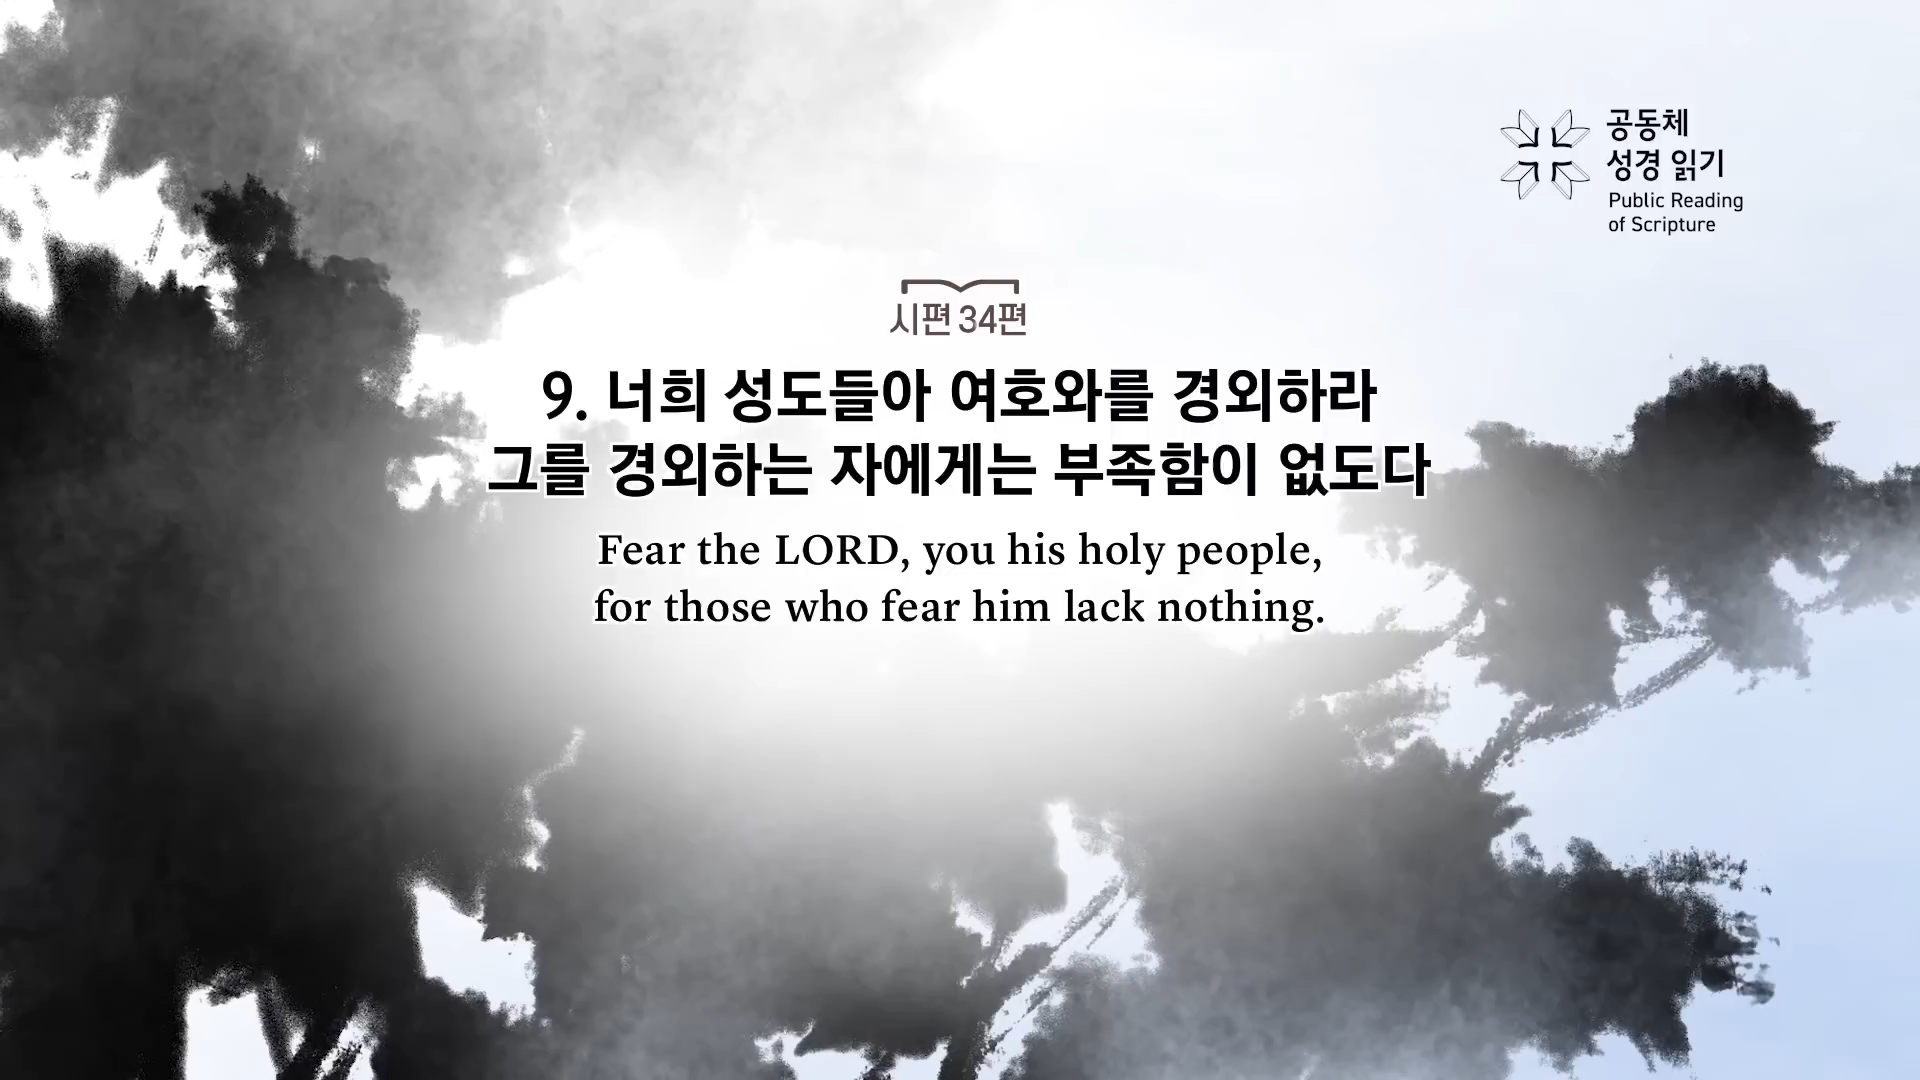 공동체
성경 읽기
Public Reading
of Scripture
시편 34편
9. 너희 성도들아 여호와를 경외하라
그를 경외하는 자에게는 부족함이 없도다
Fear the LORD, you his holy people,
for those who fear him lack nothing.